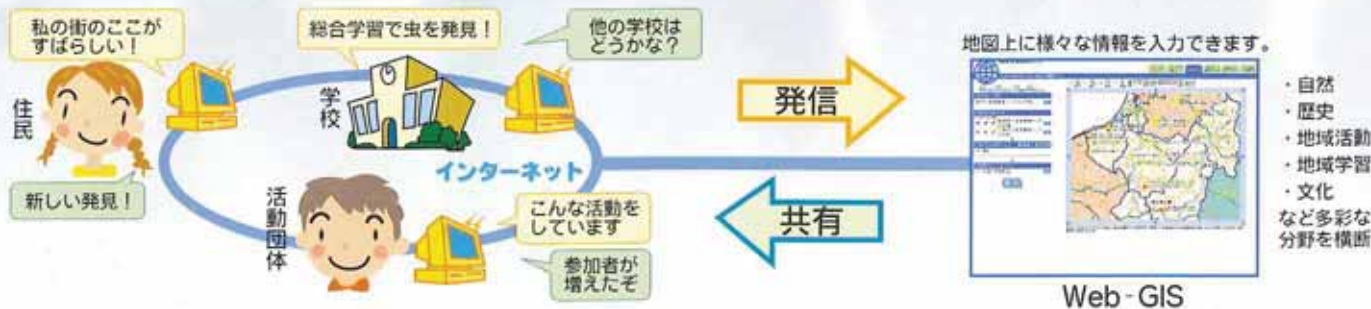 私の街のここが
すばらしい！
住民
新しい発見！
総合学習で虫を発見！
学校
他の学校は
どうかな？
インターネット
活動団体
こんな活動を
しています
参加者が
増えたぞ
発信
共有
地図上に様々な情報を入力できます。
・自然
・歴史
・地域活動
・地域学習
・文化
など多彩な
分野を横断
Web-GIS